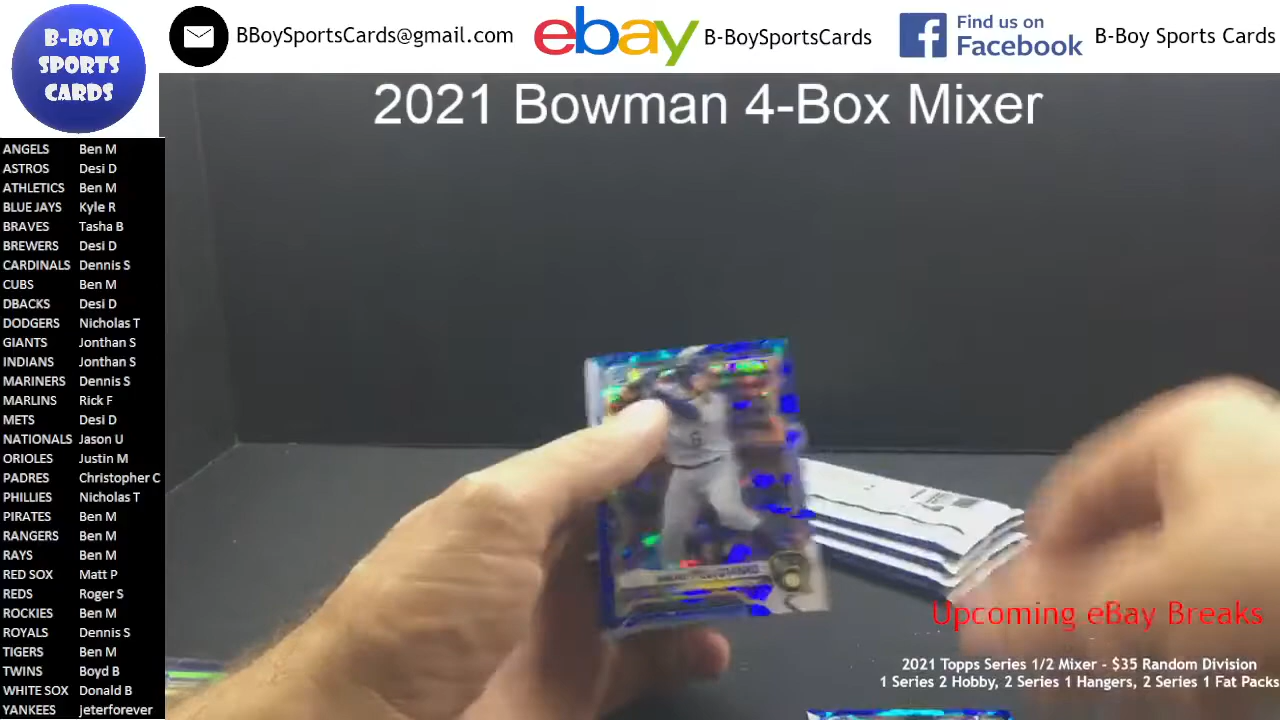 B-BOY
SPORTS
CARDS
BBoySportsCards@gmail.com
ebay
B-BoySportsCards
Find us on
Facebook
B-Boy Sports Cards
2021 Bowman 4-Box Mixer
ANGELS Ben M
ASTROS Desi D
ATHLETICS Ben M
BLUE JAYS Kyle R
BRAVES Tasha B
BREWERS Desi D
CARDINALS Dennis S
CUBS Ben M
DBACKS Desi D
DODGERS Nicholas T
GIANTS Jonthan S
INDIANS Jonthan S
MARINERS Dennis S
MARLINS Rick F
METS Desi D
NATIONALS Jason U
ORIOLES Justin M
PADRES Christopher C
PHILLIES Nicholas T
PIRATES Ben M
RANGERS Ben M
RAYS Ben M
RED SOX Matt P
REDS Roger S
ROCKIES Ben M
ROYALS Dennis S
TIGERS Ben M
TWINS Boyd B
WHITE SOX Donald B
YANKEES jeterforever
6
Upcoming eBay Breaks
2021 Topps Series 1/2 Mixer - $35 Random Division
1 Series 2 Hobby, 2 Series 1 Hangers, 2 Series 1 Fat Packs